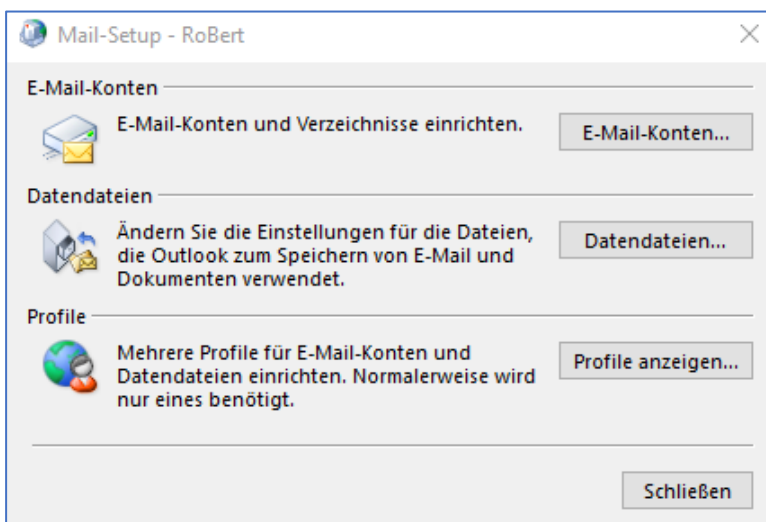 Mail-Setup - RoBert
E-Mail-Konten
E-Mail-Konten und Verzeichnisse einrichten.
E-Mail-Konten...
Datendateien
Ändern Sie die Einstellungen für die Dateien,
die Outlook zum Speichern von E-Mail und
Dokumenten verwendet.
Datendateien...
Profile
Mehrere Profile für E-Mail-Konten und
Datendateien einrichten. Normalerweise wird
nur eines benötigt.
Profile anzeigen...
Schließen